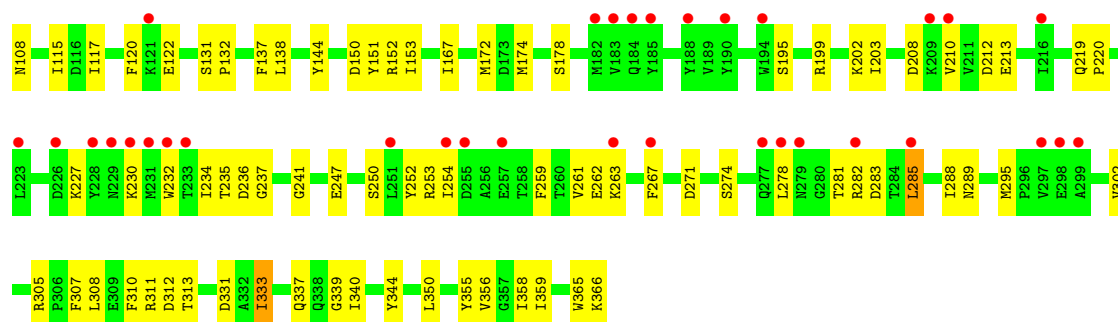 N108 I115 D116 I117 F120 K121 E122 S131 P132 F137 L138 Y144 D150 Y151 R152 I153 I167 M172 D173 M174 S178 M182 V183 Q184 Y185 Y188 V189 Y190 W194 S195 R199 K202 I203 D208 K209 V210 V211 D212 E213 I216 Q219 P220
L223 D226 K227 Y228 N229 K230 M231 W232 T233 I234 T235 D236 G237 G241 E247 S250 L251 Y252 R253 I254 D255 A256 E257 T258 F259 T260 V261 E262 K263 F267 D271 S274 Q277 L278 N279 G280 T281 R282 D283 T284 L285 I288 N289 M295 P296 V297 E298 A299
R305 P306 F307 L308 E309 F310 R311 D312 T313 D331 A332 I333 Q337 Q338 G339 I340 Y344 L350 Y355 V356 G357 I358 I359 W365 K366